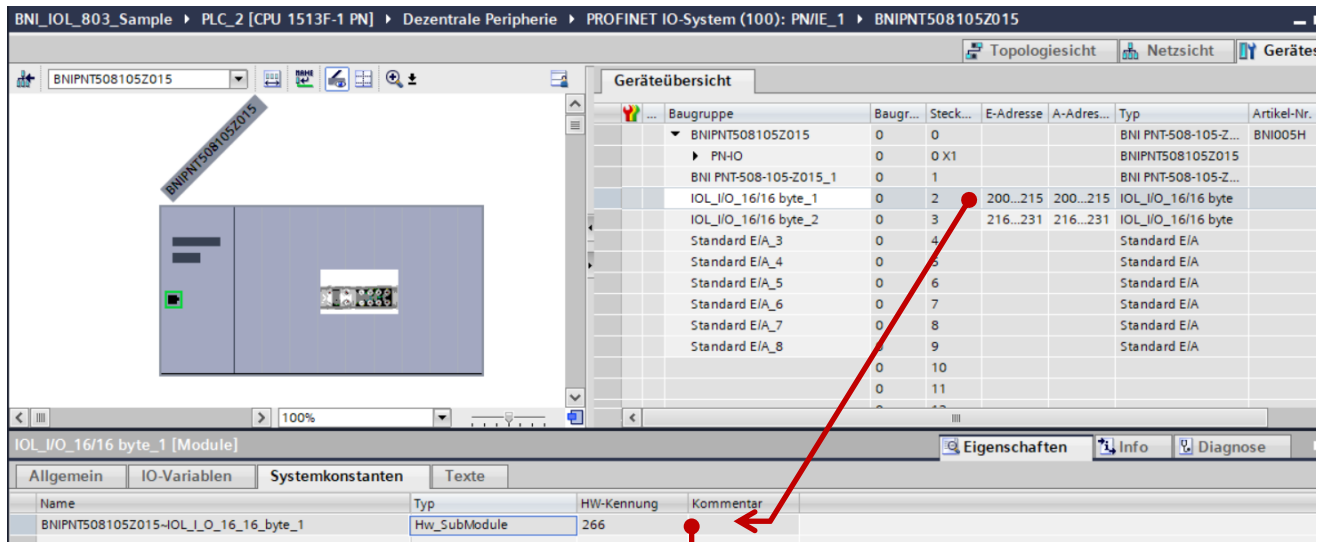 BNI_IOL_803_Sample ▸ PLC_2 [CPU 1513F-1 PN] ▸ Dezentrale Peripherie ▸ PROFINET IO-System (100): PN/IE_1 ▸ BNIPNT508105Z015
Topologiesicht Netzsicht Gerätes
BNIPNT508105Z015
Geräteübersicht
BNIPNT508105Z015
... Baugruppe Baugr... Steck... E-Adresse A-Adres... Typ Artikel-Nr.
BNIPNT508105Z015 0 0 BNI PNT-508-105-Z... BNI005H
PN-IO 0 0 X1 BNIPNT508105Z015
BNI PNT-508-105-Z015_1 0 1 BNI PNT-508-105-Z...
IOL_I/O_16/16 byte_1 0 2 200...215 200...215 IOL_I/O_16/16 byte
IOL_I/O_16/16 byte_2 0 3 216...231 216...231 IOL_I/O_16/16 byte
Standard E/A_3 0 4 Standard E/A
Standard E/A_4 0 5 Standard E/A
Standard E/A_5 0 6 Standard E/A
Standard E/A_6 0 7 Standard E/A
Standard E/A_7 0 8 Standard E/A
Standard E/A_8 9 Standard E/A
0 10
0 11
100%
IOL_I/O_16/16 byte_1 [Module]
Eigenschaften Info Diagnose
Allgemein IO-Variablen Systemkonstanten Texte
Name Typ HW-Kennung Kommentar
BNIPNT508105Z015~IOL_I_O_16_16_byte_1 Hw_SubModule 266